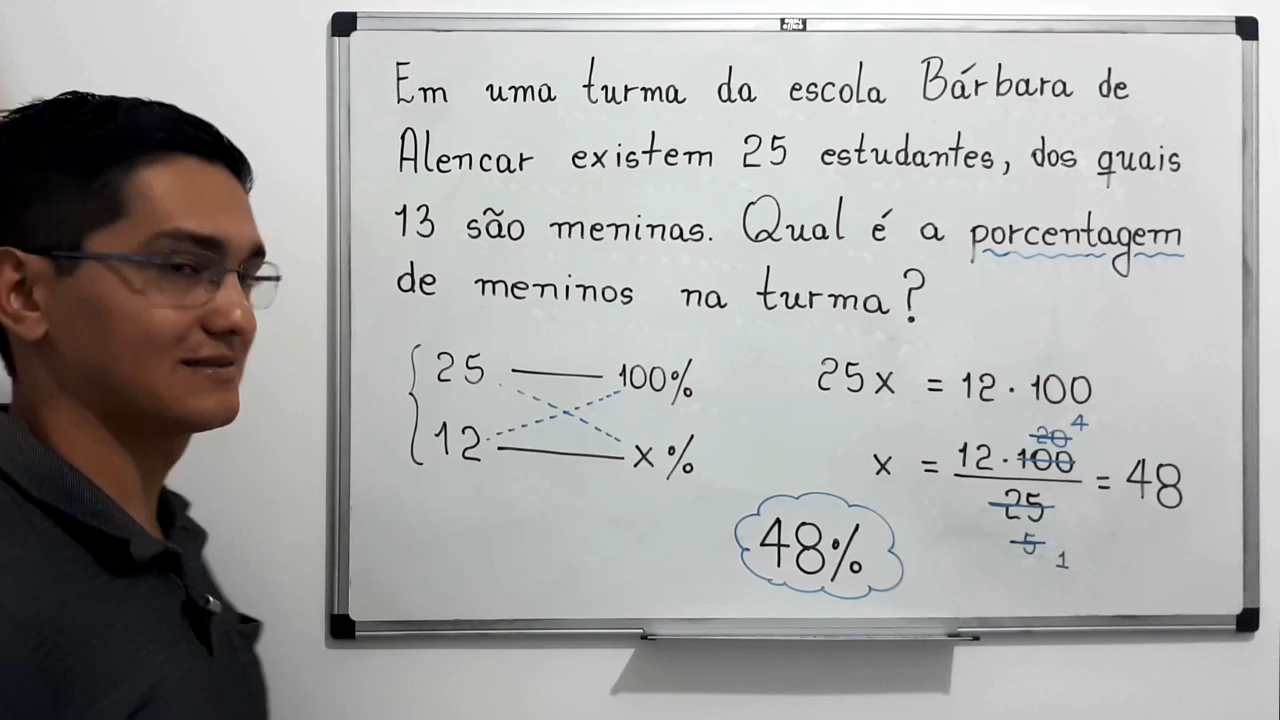 Em uma turma da escola Bárbara de
Alencar existem 25 estudantes, dos quais
13 são meninas. Qual é a porcentagem
de meninos na turma?
25 — 100%
12 — x%
25x = 12 · 100
20 4
x = 12 · 100 / 25 = 48
5 1
48%